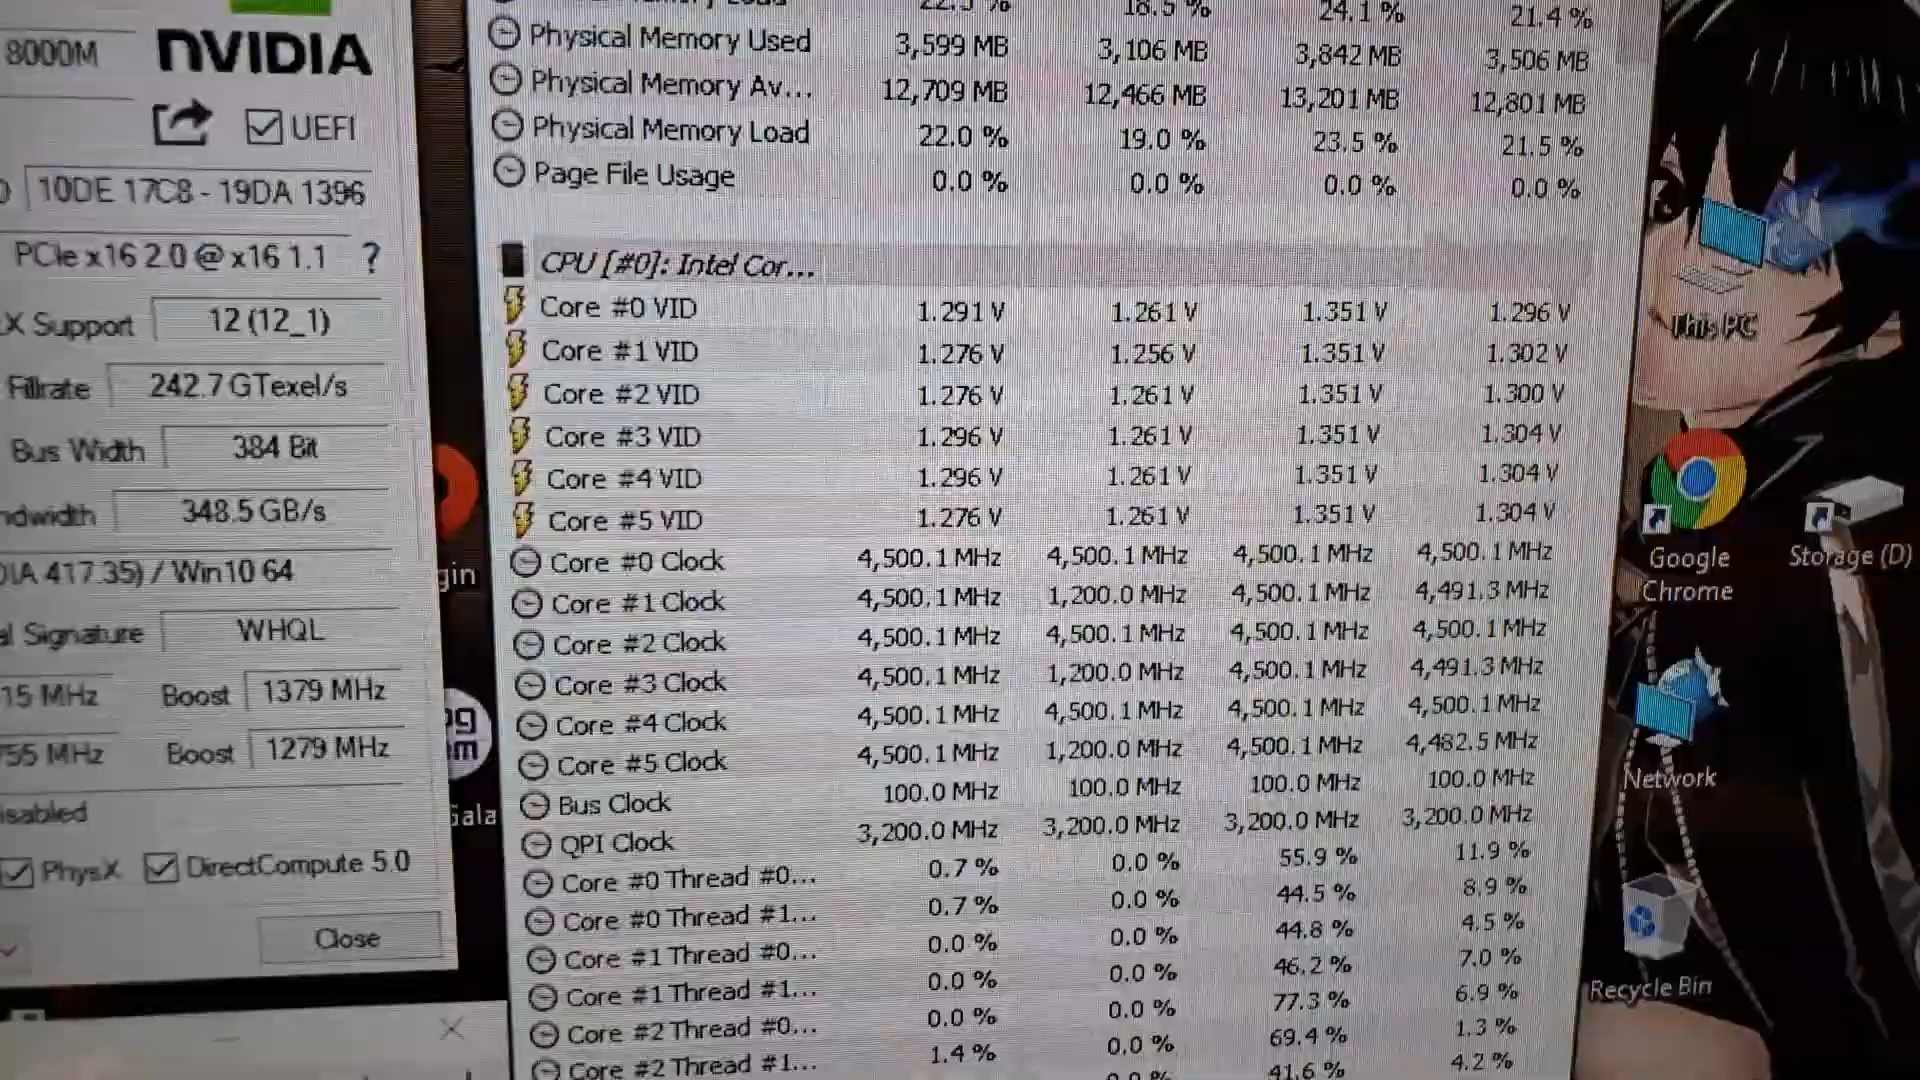 8000M
NVIDIA
UEFI
10DE 17C8 - 19DA 1396
PCIe x16 2.0 @ x16 1.1 ?
X Support 12 (12_1)
Fillrate 242.7 GTexel/s
Bus Width 384 Bit
ndwidth 348.5 GB/s
DIA 417.35) / Win10 64
al Signature WHQL
15 MHz Boost 1379 MHz
755 MHz Boost 1279 MHz
isabled
PhysX DirectCompute 5.0
Close
22.5 % 18.5 % 24.1 % 21.4 %
Physical Memory Used 3,599 MB 3,106 MB 3,842 MB 3,506 MB
Physical Memory Av... 12,709 MB 12,466 MB 13,201 MB 12,801 MB
Physical Memory Load 22.0 % 19.0 % 23.5 % 21.5 %
Page File Usage 0.0 % 0.0 % 0.0 % 0.0 %
CPU [#0]: Intel Cor...
Core #0 VID 1.291 V 1.261 V 1.351 V 1.296 V
Core #1 VID 1.276 V 1.256 V 1.351 V 1.302 V
Core #2 VID 1.276 V 1.261 V 1.351 V 1.300 V
Core #3 VID 1.296 V 1.261 V 1.351 V 1.304 V
Core #4 VID 1.296 V 1.261 V 1.351 V 1.304 V
Core #5 VID 1.276 V 1.261 V 1.351 V 1.304 V
Core #0 Clock 4,500.1 MHz 4,500.1 MHz 4,500.1 MHz 4,500.1 MHz
Core #1 Clock 4,500.1 MHz 1,200.0 MHz 4,500.1 MHz 4,491.3 MHz
Core #2 Clock 4,500.1 MHz 4,500.1 MHz 4,500.1 MHz 4,500.1 MHz
Core #3 Clock 4,500.1 MHz 1,200.0 MHz 4,500.1 MHz 4,491.3 MHz
Core #4 Clock 4,500.1 MHz 4,500.1 MHz 4,500.1 MHz 4,500.1 MHz
Core #5 Clock 4,500.1 MHz 1,200.0 MHz 4,500.1 MHz 4,482.5 MHz
Bus Clock 100.0 MHz 100.0 MHz 100.0 MHz 100.0 MHz
QPI Clock 3,200.0 MHz 3,200.0 MHz 3,200.0 MHz 3,200.0 MHz
Core #0 Thread #0... 0.7 % 0.0 % 55.9 % 11.9 %
Core #0 Thread #1... 0.7 % 0.0 % 44.5 % 8.9 %
Core #1 Thread #0... 0.0 % 0.0 % 44.8 % 4.5 %
Core #1 Thread #1... 0.0 % 0.0 % 46.2 % 7.0 %
Core #2 Thread #0... 0.0 % 0.0 % 77.3 % 6.9 %
Core #2 Thread #1... 1.4 % 0.0 % 69.4 % 1.3 %
41.6 % 4.2 %
gin
Gala
This PC
Google
Chrome
Storage (D)
Network
Recycle Bin